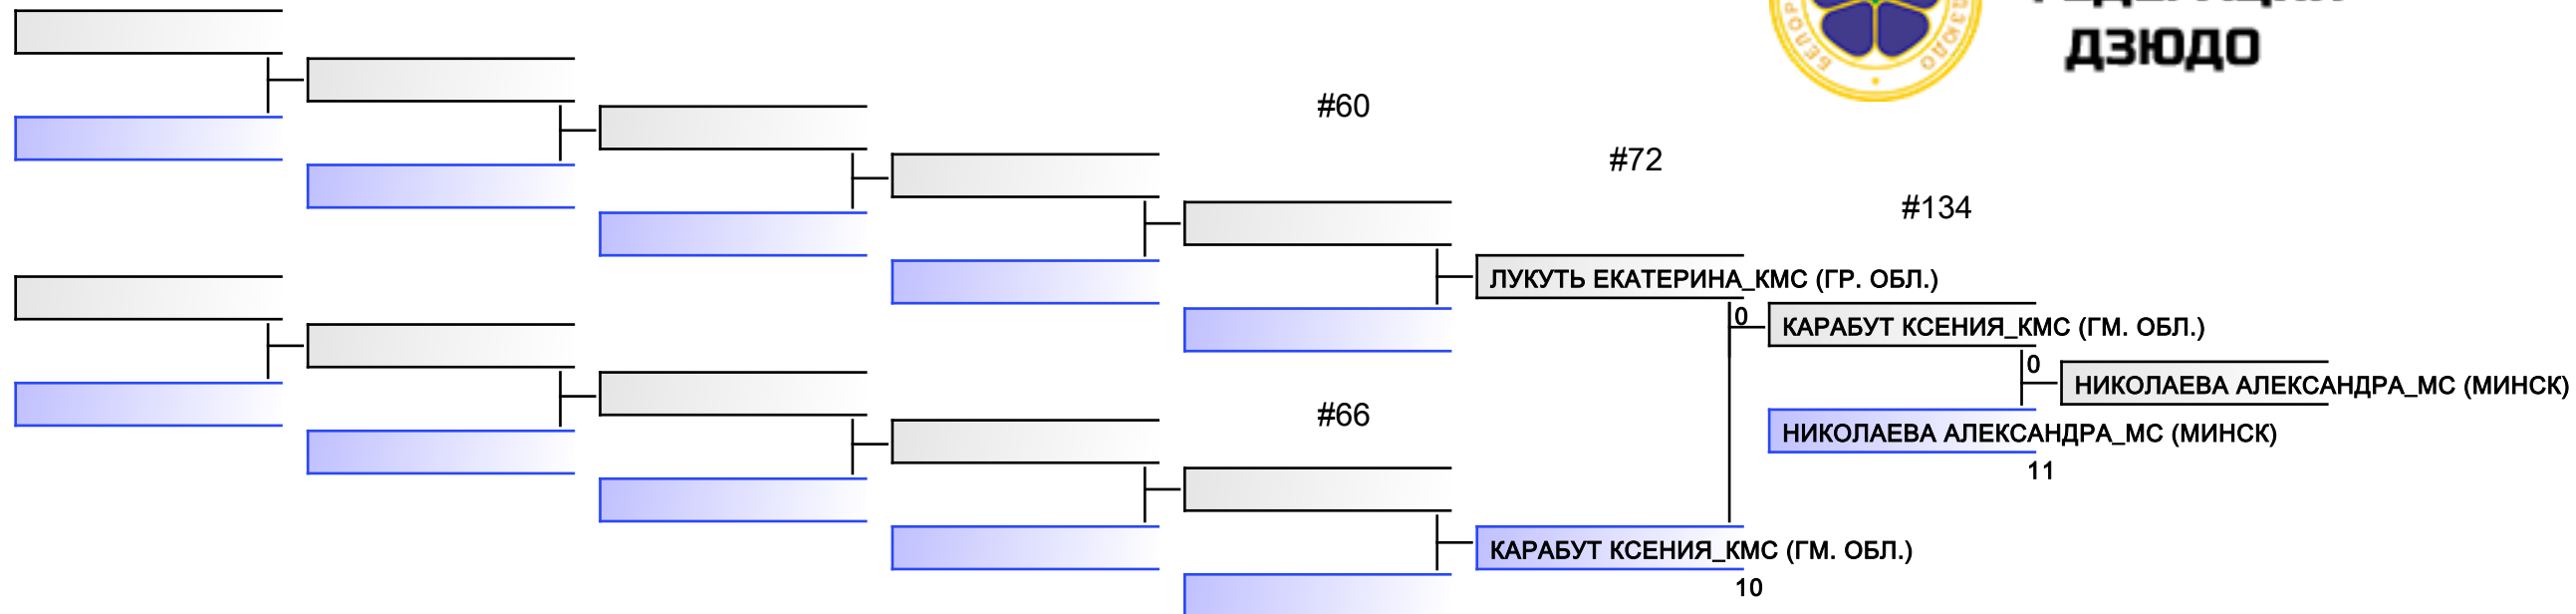 ДЗЮДО
#60
#72
#134
ЛУКУТЬ ЕКАТЕРИНА_КМС (ГР. ОБЛ.)
0
КАРАБУТ КСЕНИЯ_КМС (ГМ. ОБЛ.)
0
НИКОЛАЕВА АЛЕКСАНДРА_МС (МИНСК)
#66
НИКОЛАЕВА АЛЕКСАНДРА_МС (МИНСК)
11
КАРАБУТ КСЕНИЯ_КМС (ГМ. ОБЛ.)
10